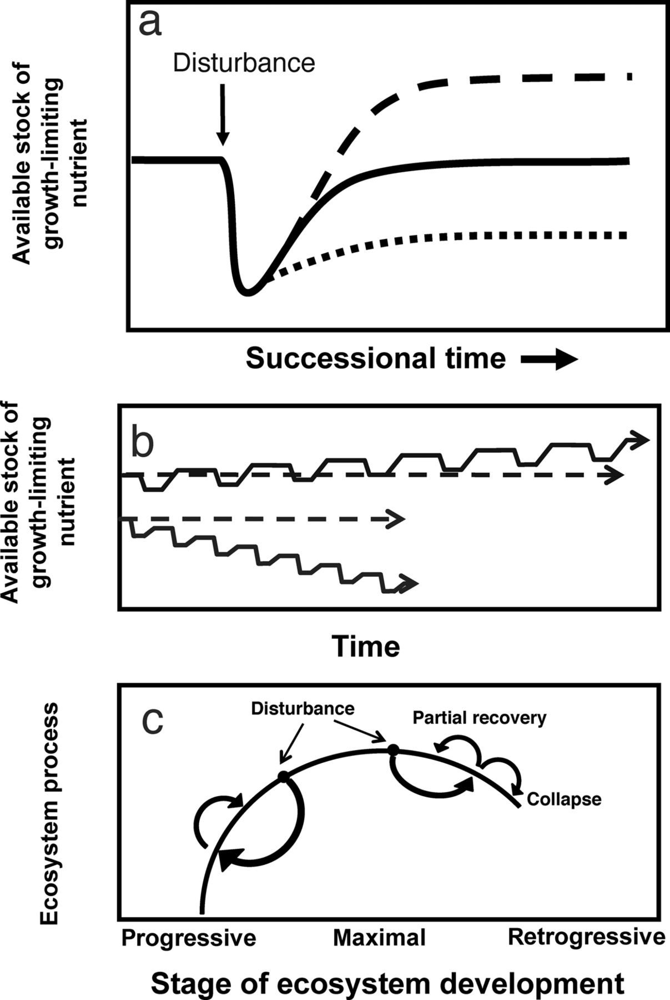 a
Disturbance
Available stock of
growth-limiting
nutrient
Successional time
b
Available stock of
growth-limiting
nutrient
Time
c
Disturbance
Partial recovery
Collapse
Ecosystem process
Progressive Maximal Retrogressive
Stage of ecosystem development